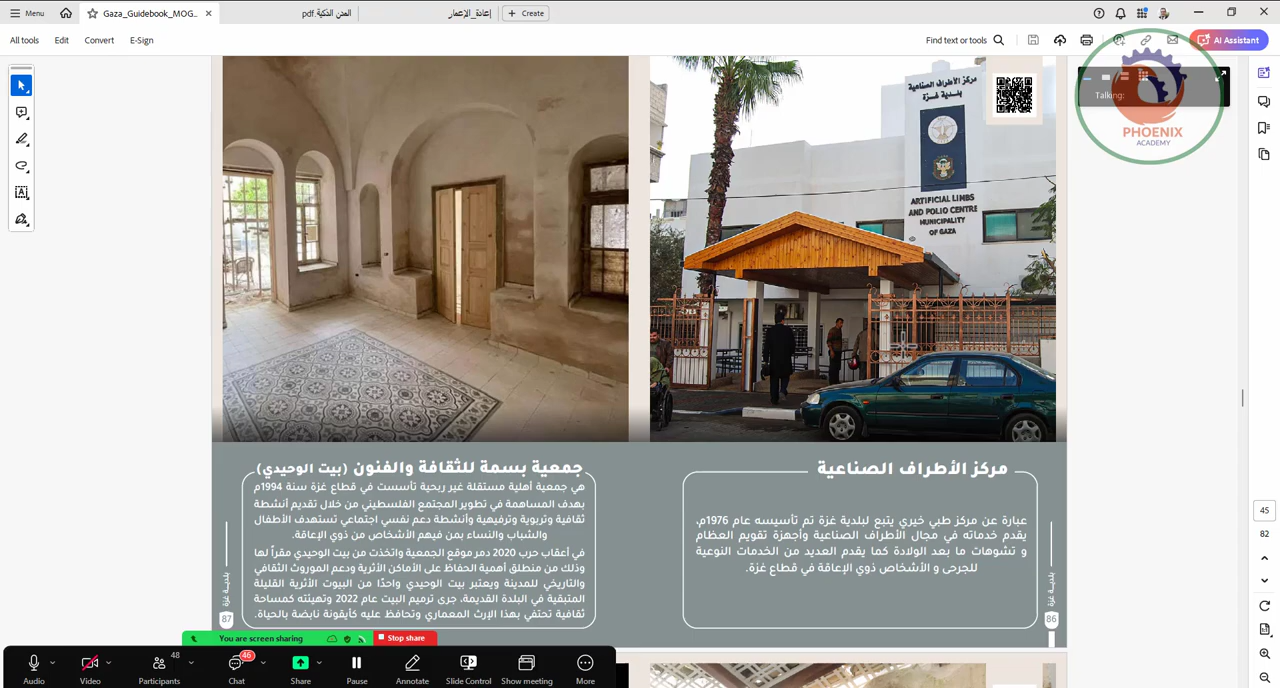 Menu
Gaza_Guidebook_MOG...
المدن الذكية.pdf
إعادة_الإعمار
Create
All tools
Edit
Convert
E-Sign
Find text or tools
AI Assistant
Talking:
PHOENIX
ACADEMY
مركز الأطراف الصناعية
بلدية غزة
ARTIFICIAL LIMBS
AND POLIO CENTRE
MUNICIPALITY
OF GAZA
مركز الأطراف الصناعية
عبارة عن مركز طبي خيري يتبع لبلدية غزة تم تأسيسه عام 1976م،
يقدم خدماته في مجال الأطراف الصناعية وأجهزة تقويم العظام
و تشوهات ما بعد الولادة كما يقدم العديد من الخدمات النوعية
للجرحى و الأشخاص ذوي الإعاقة في قطاع غزة.
بلدية غزة
86
جمعية بسمة للثقافة والفنون (بيت الوحيدي)
هي جمعية أهلية مستقلة غير ربحية تأسست في قطاع غزة سنة 1994م
بهدف المساهمة في تطوير المجتمع الفلسطيني من خلال تقديم أنشطة
ثقافية وتربوية وترفيهية وأنشطة دعم نفسي اجتماعي تستهدف الأطفال
والشباب والنساء بمن فيهم الأشخاص من ذوي الإعاقة.
في أعقاب حرب 2020 دمر موقع الجمعية واتخذت من بيت الوحيدي مقراً لها
وذلك من منطلق أهمية الحفاظ على الأماكن الأثرية ودعم الموروث الثقافي
والتاريخي للمدينة ويعتبر بيت الوحيدي واحدًا من البيوت الأثرية القليلة
المتبقية في البلدة القديمة، جرى ترميم البيت عام 2022 وتهيئته كمساحة
ثقافية تحتفي بهذا الإرث المعماري وتحافظ عليه كأيقونة نابضة بالحياة.
بلدية غزة
87
45
82
You are screen sharing
Stop share
48
46
Audio
Video
Participants
Chat
Share
Pause
Annotate
Slide Control
Show meeting
More